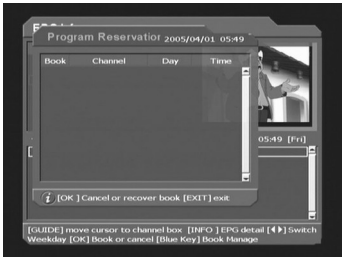 Program Reservation 2005/04/01 05:49
Book Channel Day Time
05:49 [Fri]
[OK ] Cancel or recover book [EXIT] exit
[GUIDE] move cursor to channel box [INFO ] EPG detail [◀ ▶] Switch
Weekday [OK] Book or cancel [Blue Key] Book Manage